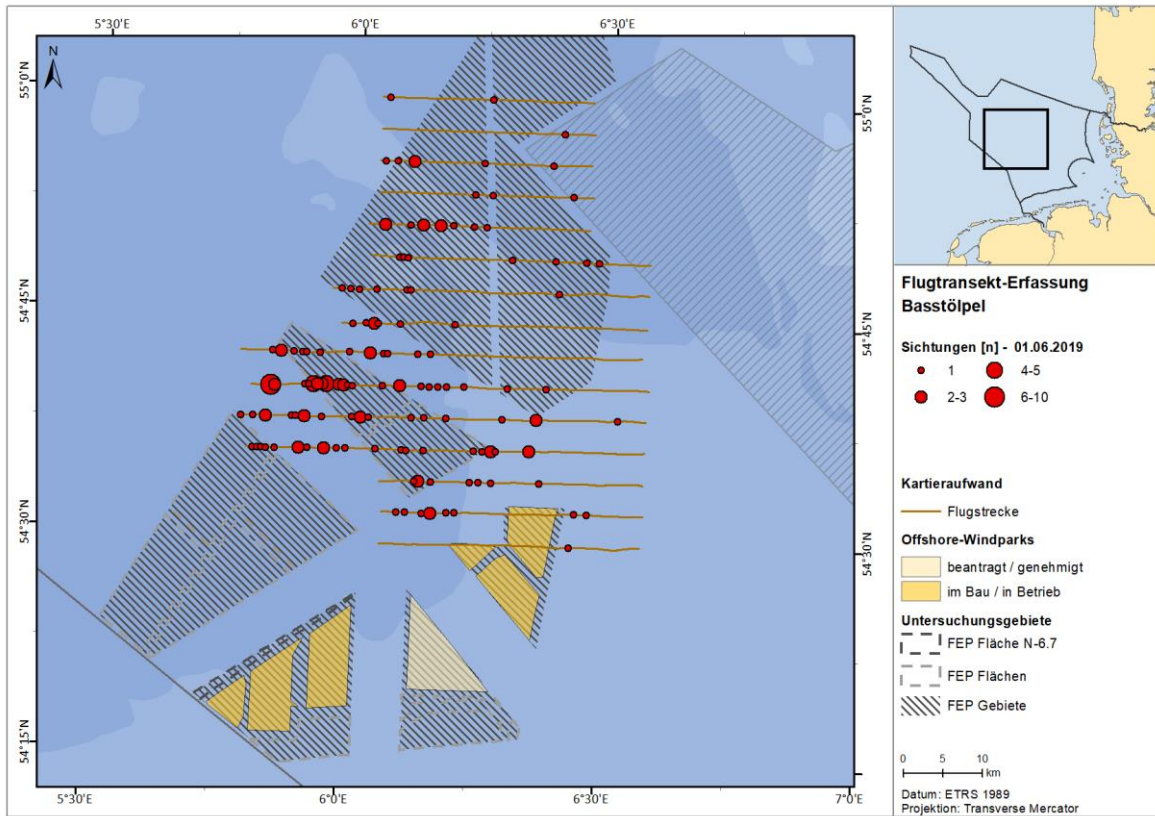 5°30'E
6°0'E
6°30'E
N
55°0'N
55°0'N
54°45'N
54°45'N
54°30'N
54°30'N
54°15'N
5°30'E
6°0'E
6°30'E
7°0'E
Flugtransekt-Erfassung
Basstölpel
Sichtungen [n] - 01.06.2019
1
4-5
2-3
6-10
Kartieraufwand
Flugstrecke
Offshore-Windparks
beantragt / genehmigt
im Bau / in Betrieb
Untersuchungsgebiete
FEP Fläche N-6.7
FEP Flächen
FEP Gebiete
0 5 10
km
Datum: ETRS 1989
Projektion: Transverse Mercator